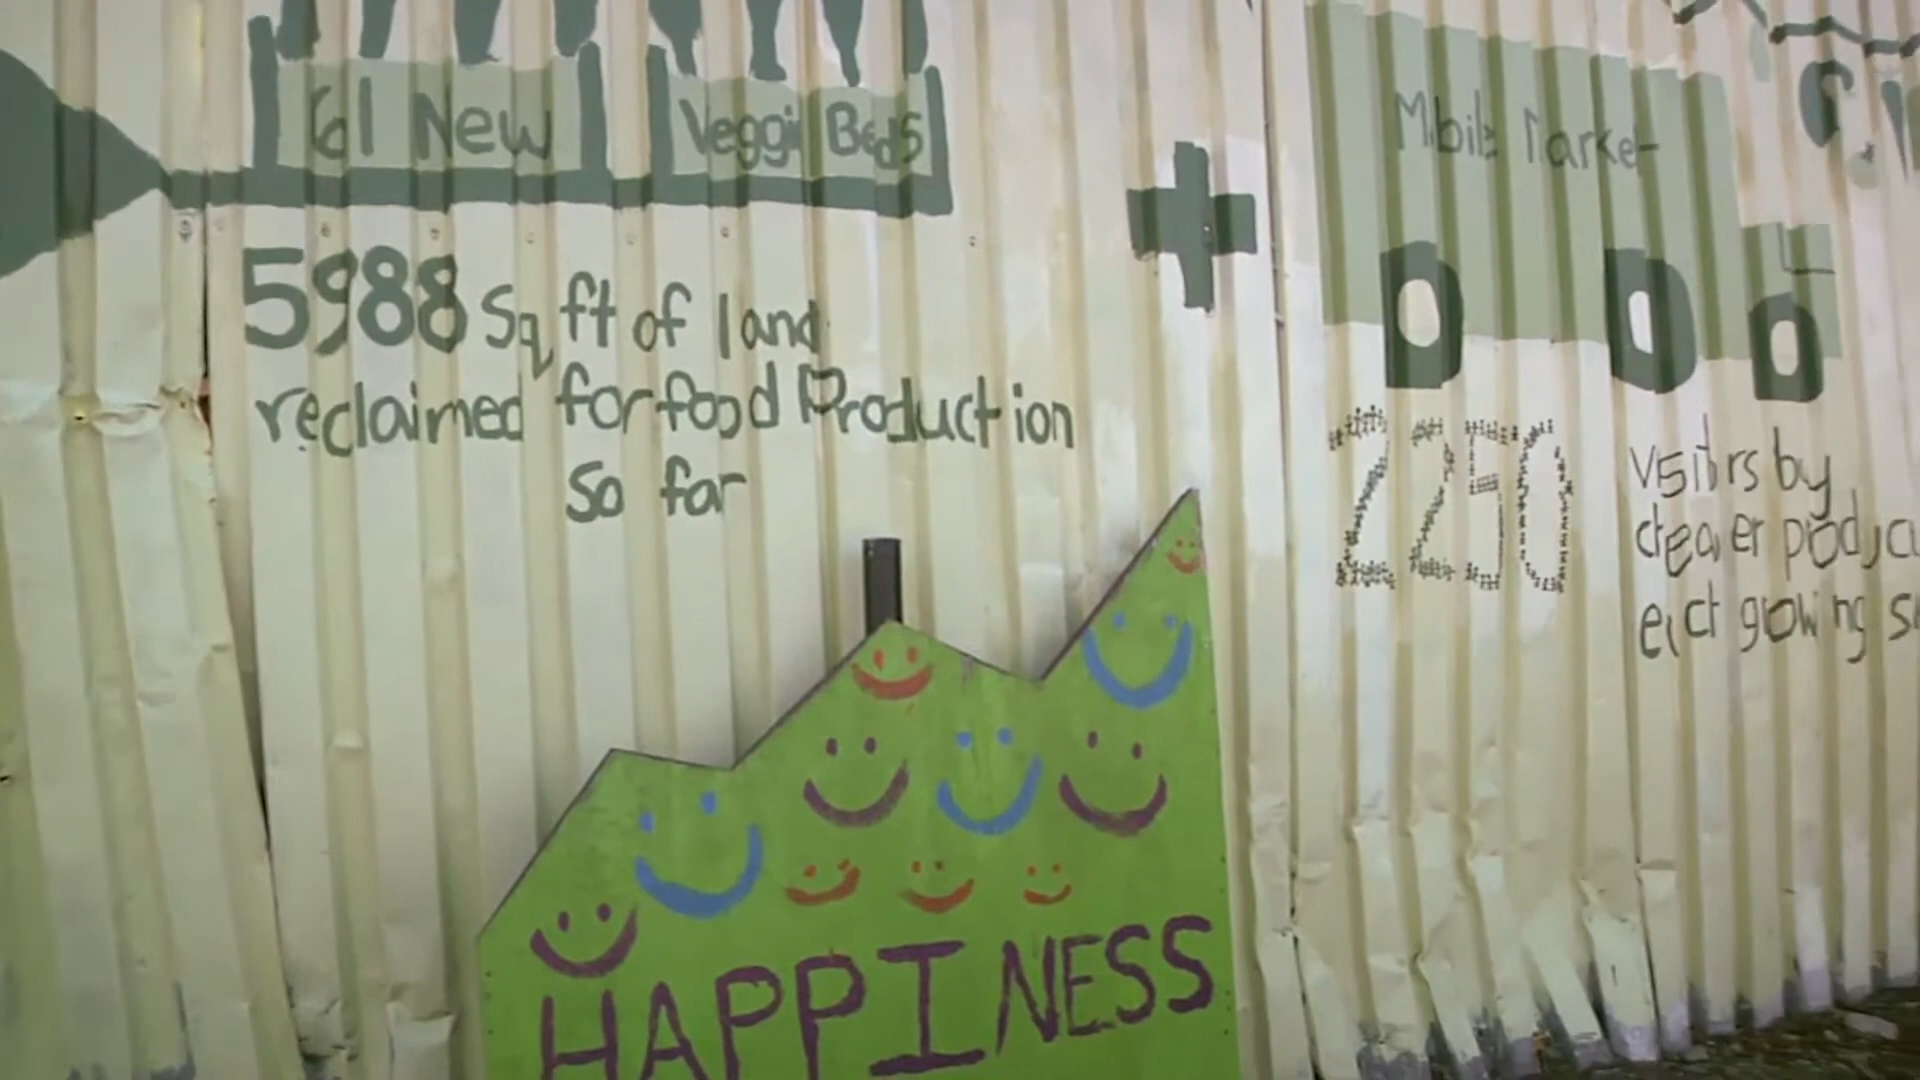 61 New Veggie Beds
5988 Sq ft of land
reclaimed for food Production
so far
Mobile Market
2250
visitors by
growing
HAPPINESS